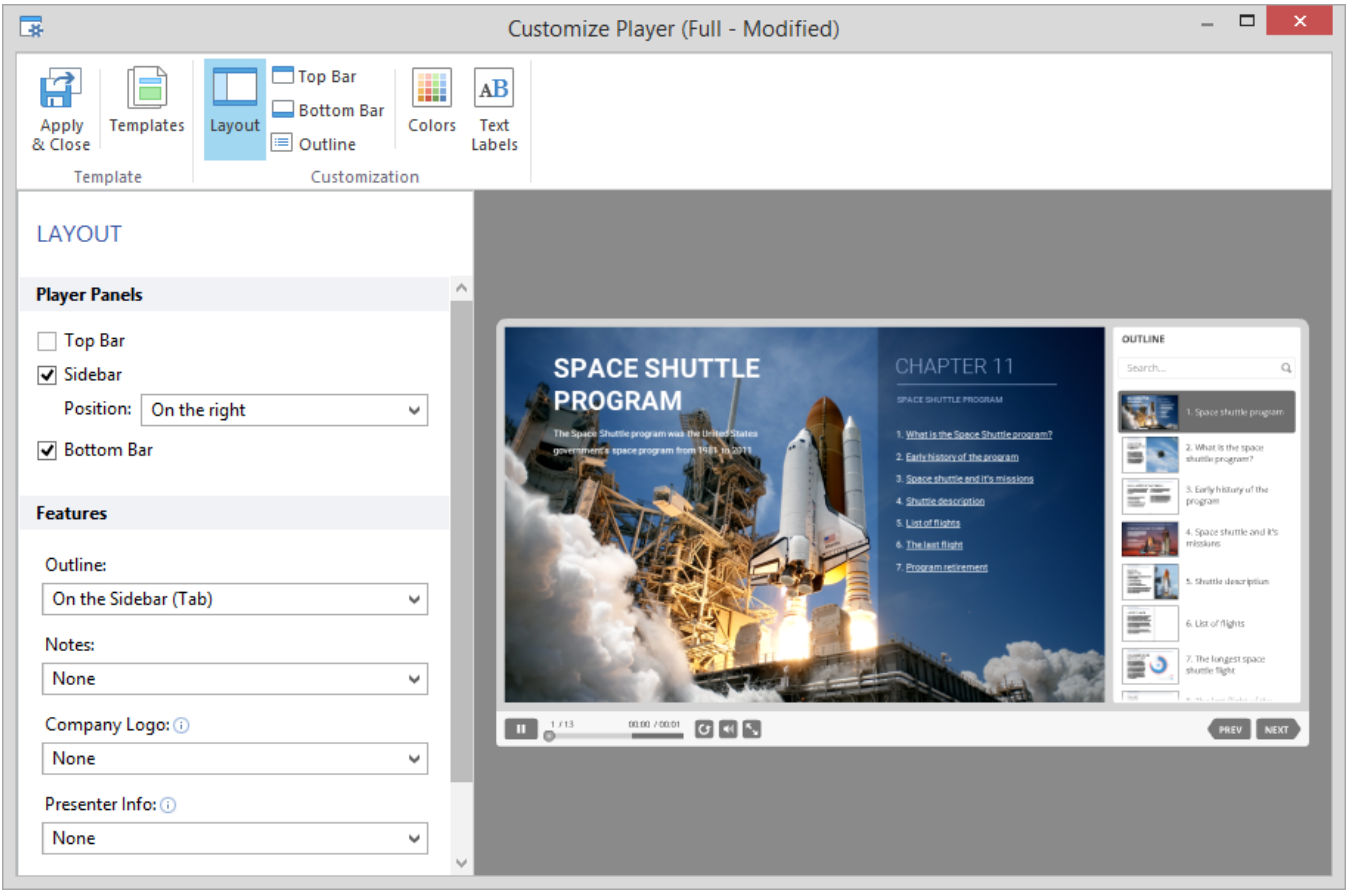 Customize Player (Full - Modified)
Apply
& Close
Templates
Layout
Top Bar
Bottom Bar
Outline
Colors
AB
Text
Labels
Template
Customization
LAYOUT
Player Panels
Top Bar
Sidebar
Position: On the right
Bottom Bar
Features
Outline:
On the Sidebar (Tab)
Notes:
None
Company Logo:
None
Presenter Info:
None
SPACE SHUTTLE
PROGRAM
The Space Shuttle program was the United States
government's space program from 1981 to 2011
CHAPTER 11
SPACE SHUTTLE PROGRAM
1. What is the Space Shuttle program?
2. Early history of the program
3. Space shuttle and it's missions
4. Shuttle description
5. List of flights
6. The last flight
7. Program retirement
OUTLINE
Search...
1. Space shuttle program
2. What is the space
shuttle program?
3. Early history of the
program
4. Space shuttle and it's
missions
5. Shuttle description
6. List of flights
7. The longest space
shuttle flight
1 / 13
00:00 / 00:01
PREV
NEXT